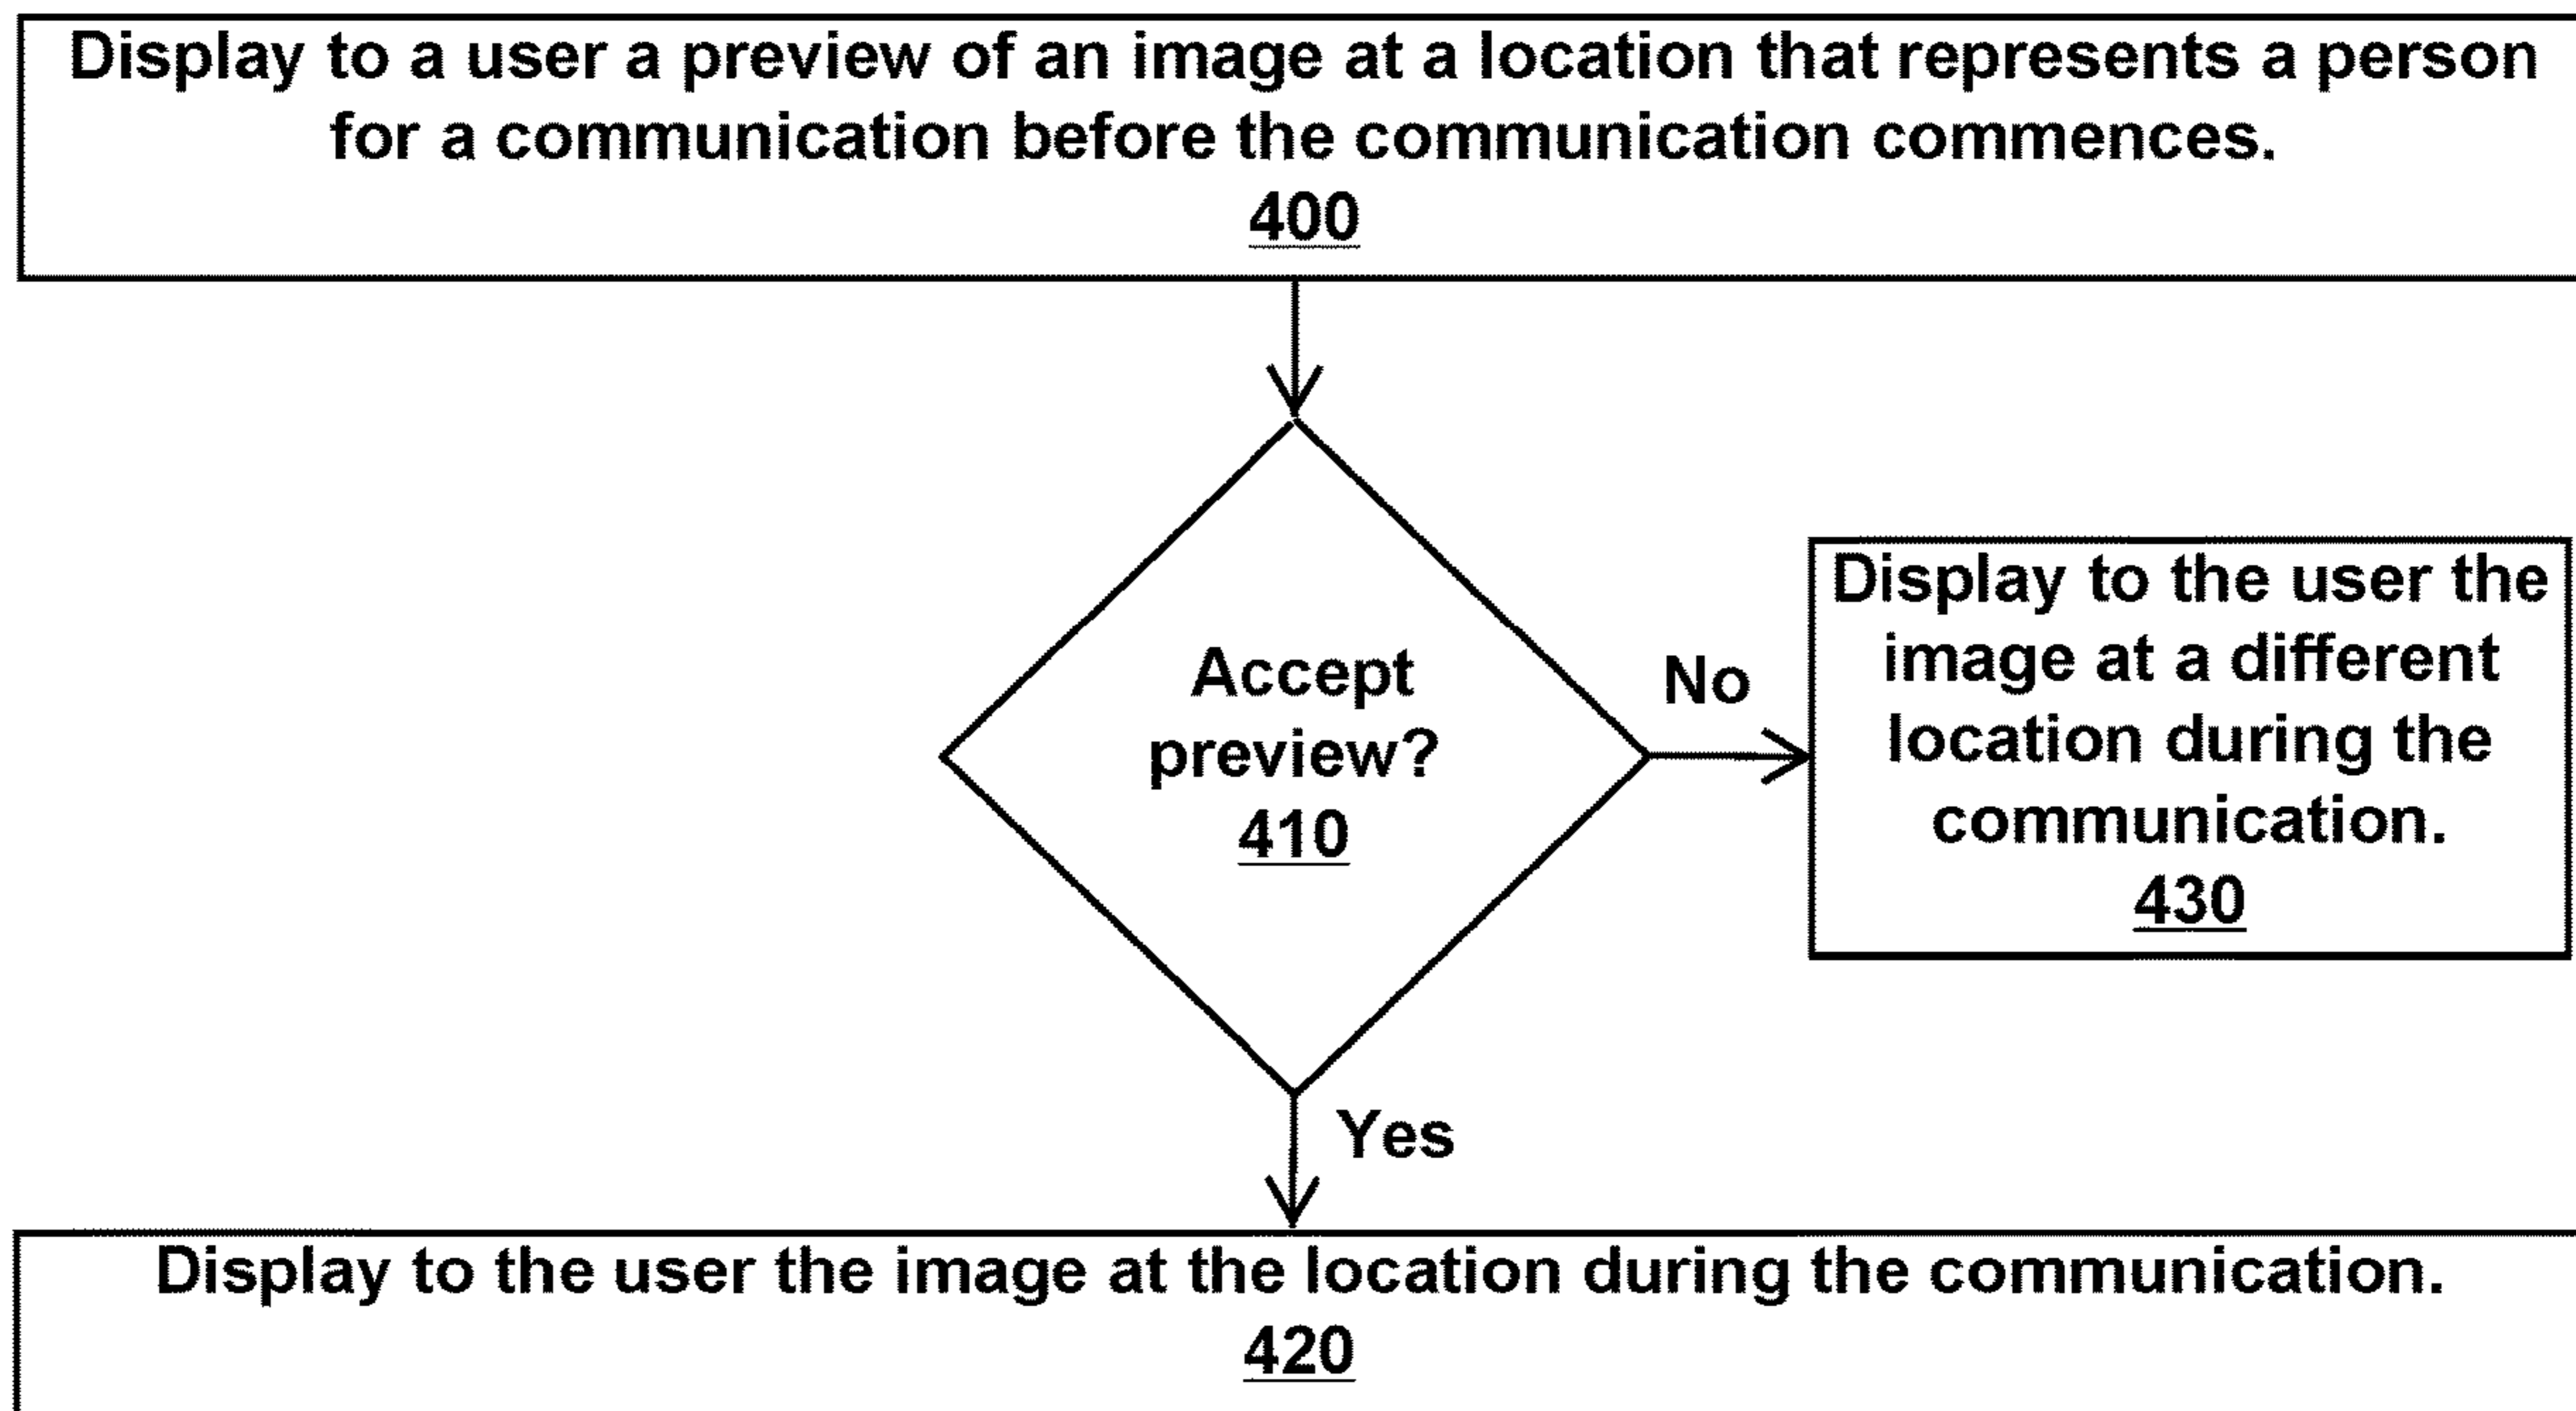 Display to a user a preview of an image at a location that represents a person
for a communication before the communication commences.
400
Accept
preview?
410
No
Display to the user the
image at a different
location during the
communication.
430
Yes
Display to the user the image at the location during the communication.
420